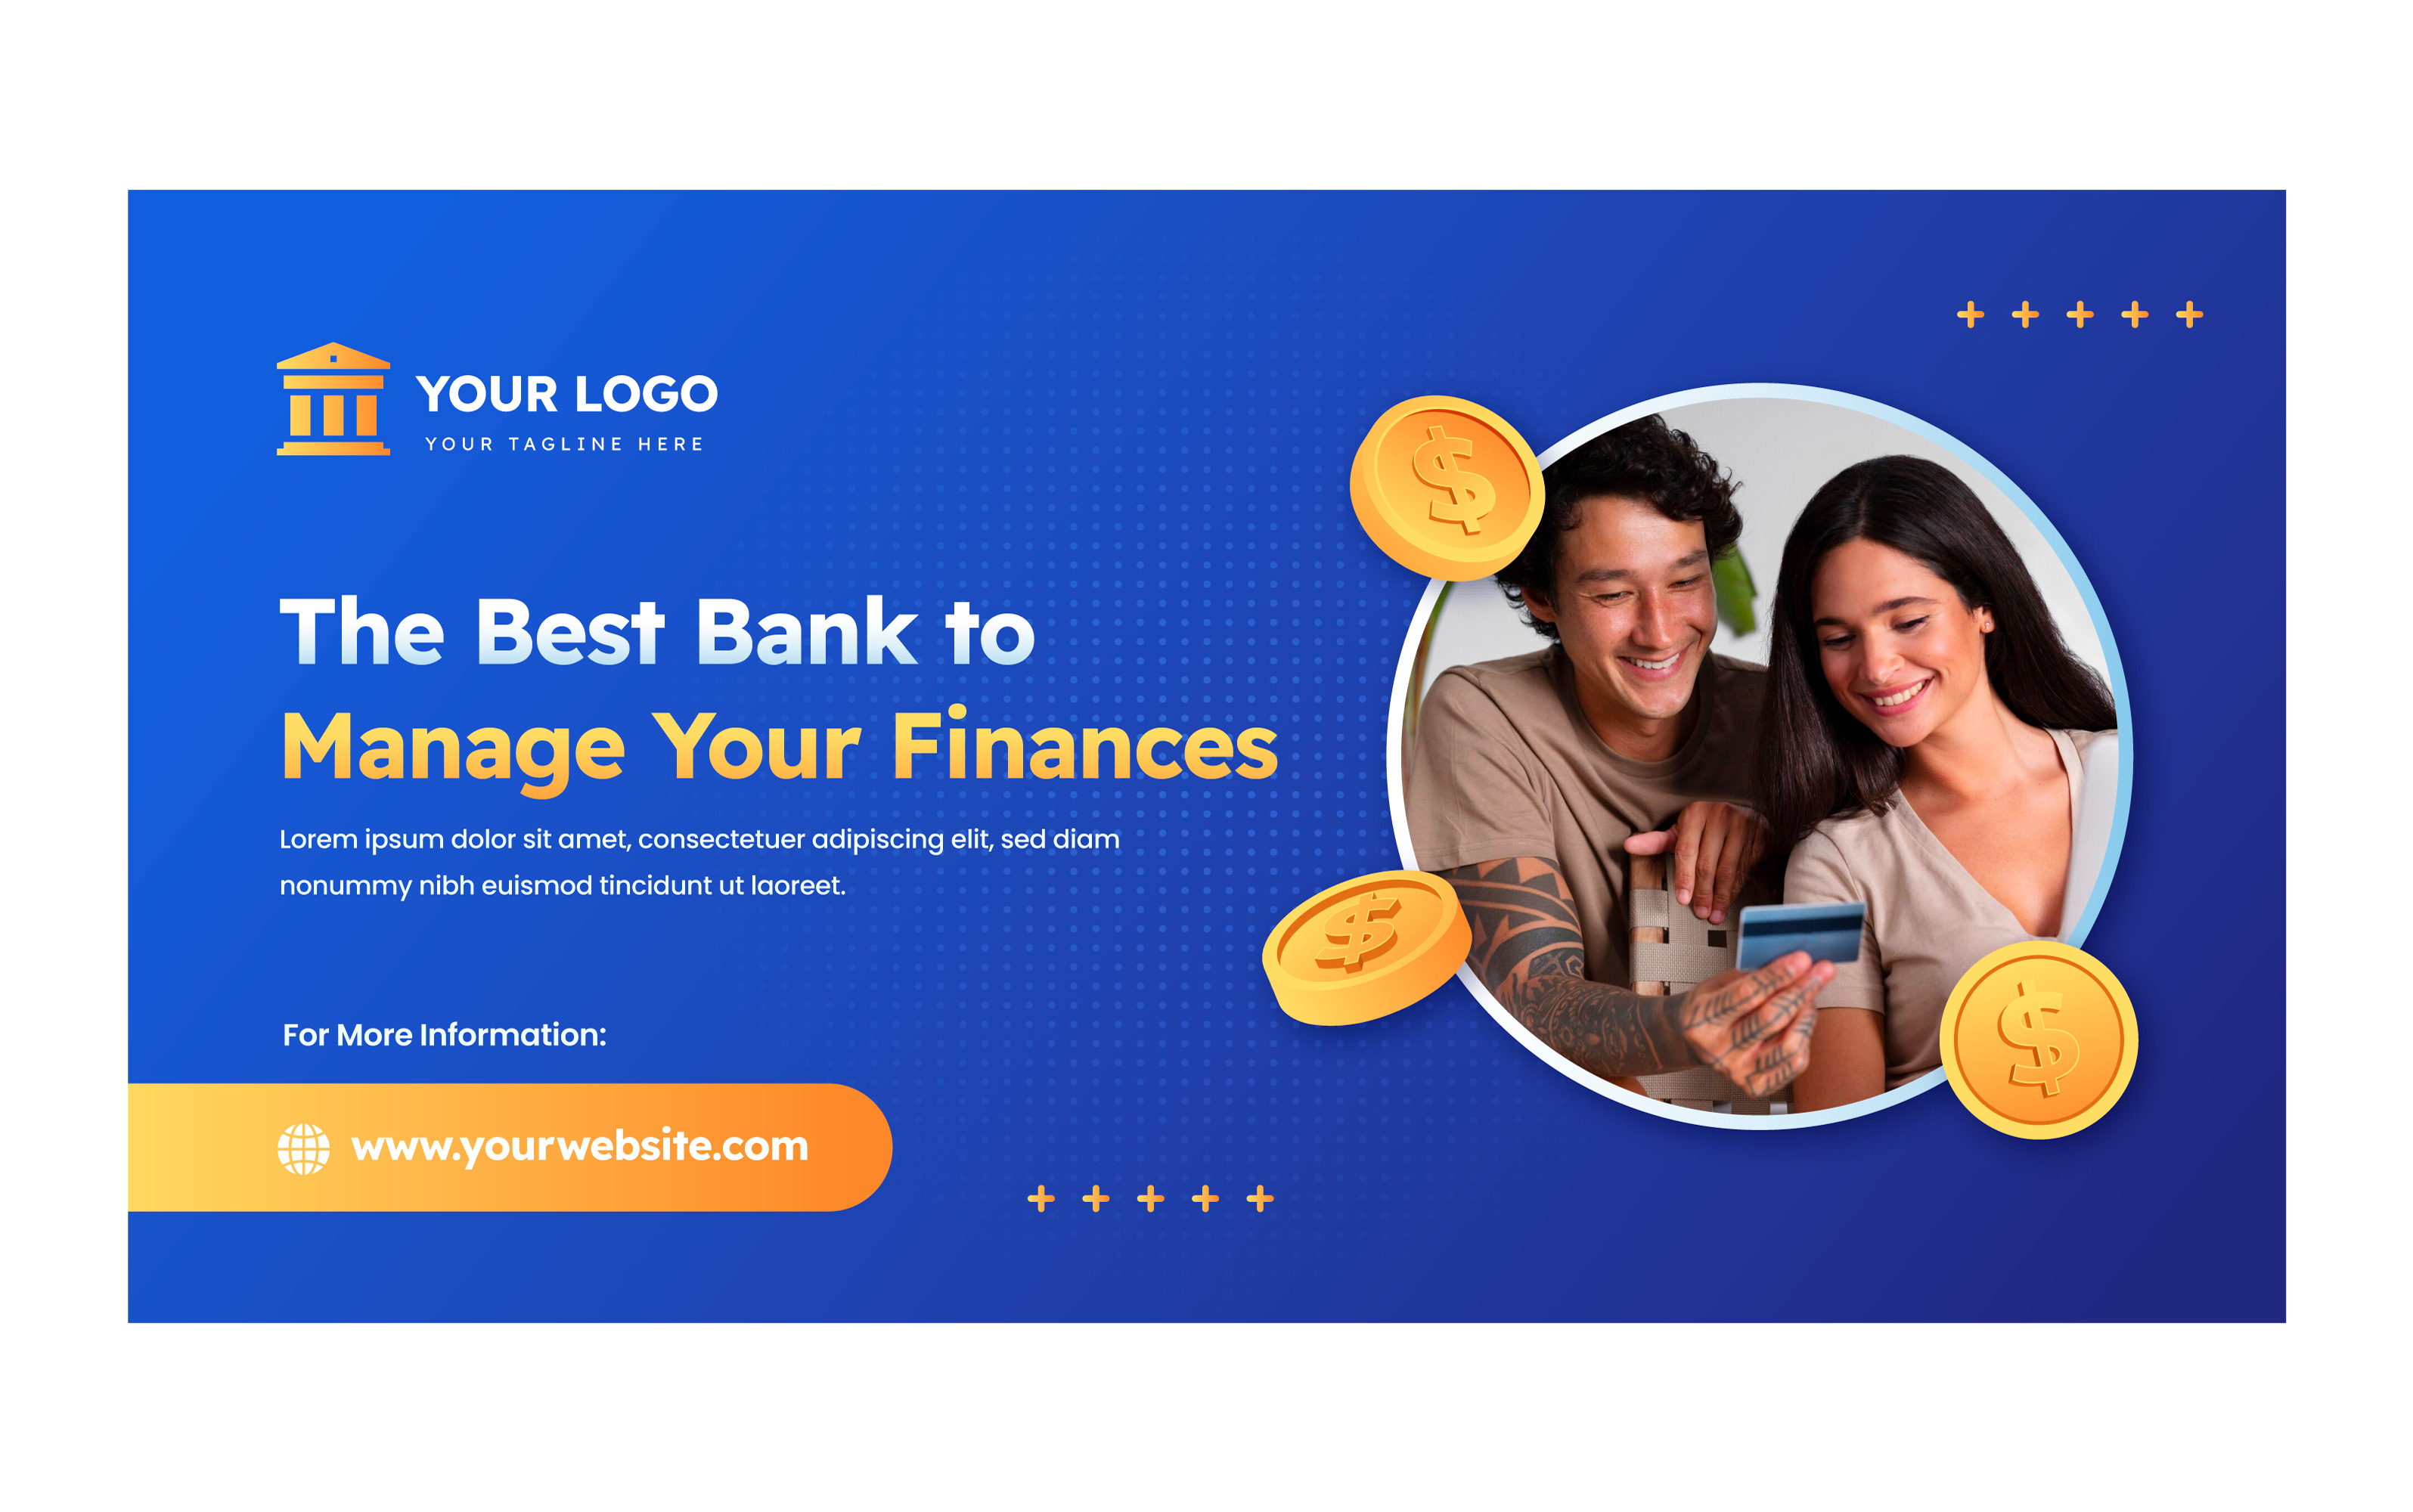 YOUR LOGO
YOUR TAGLINE HERE
The Best Bank to
Manage Your Finances
Lorem ipsum dolor sit amet, consectetuer adipiscing elit, sed diam
nonummy nibh euismod tincidunt ut laoreet.
For More Information:
www.yourwebsite.com